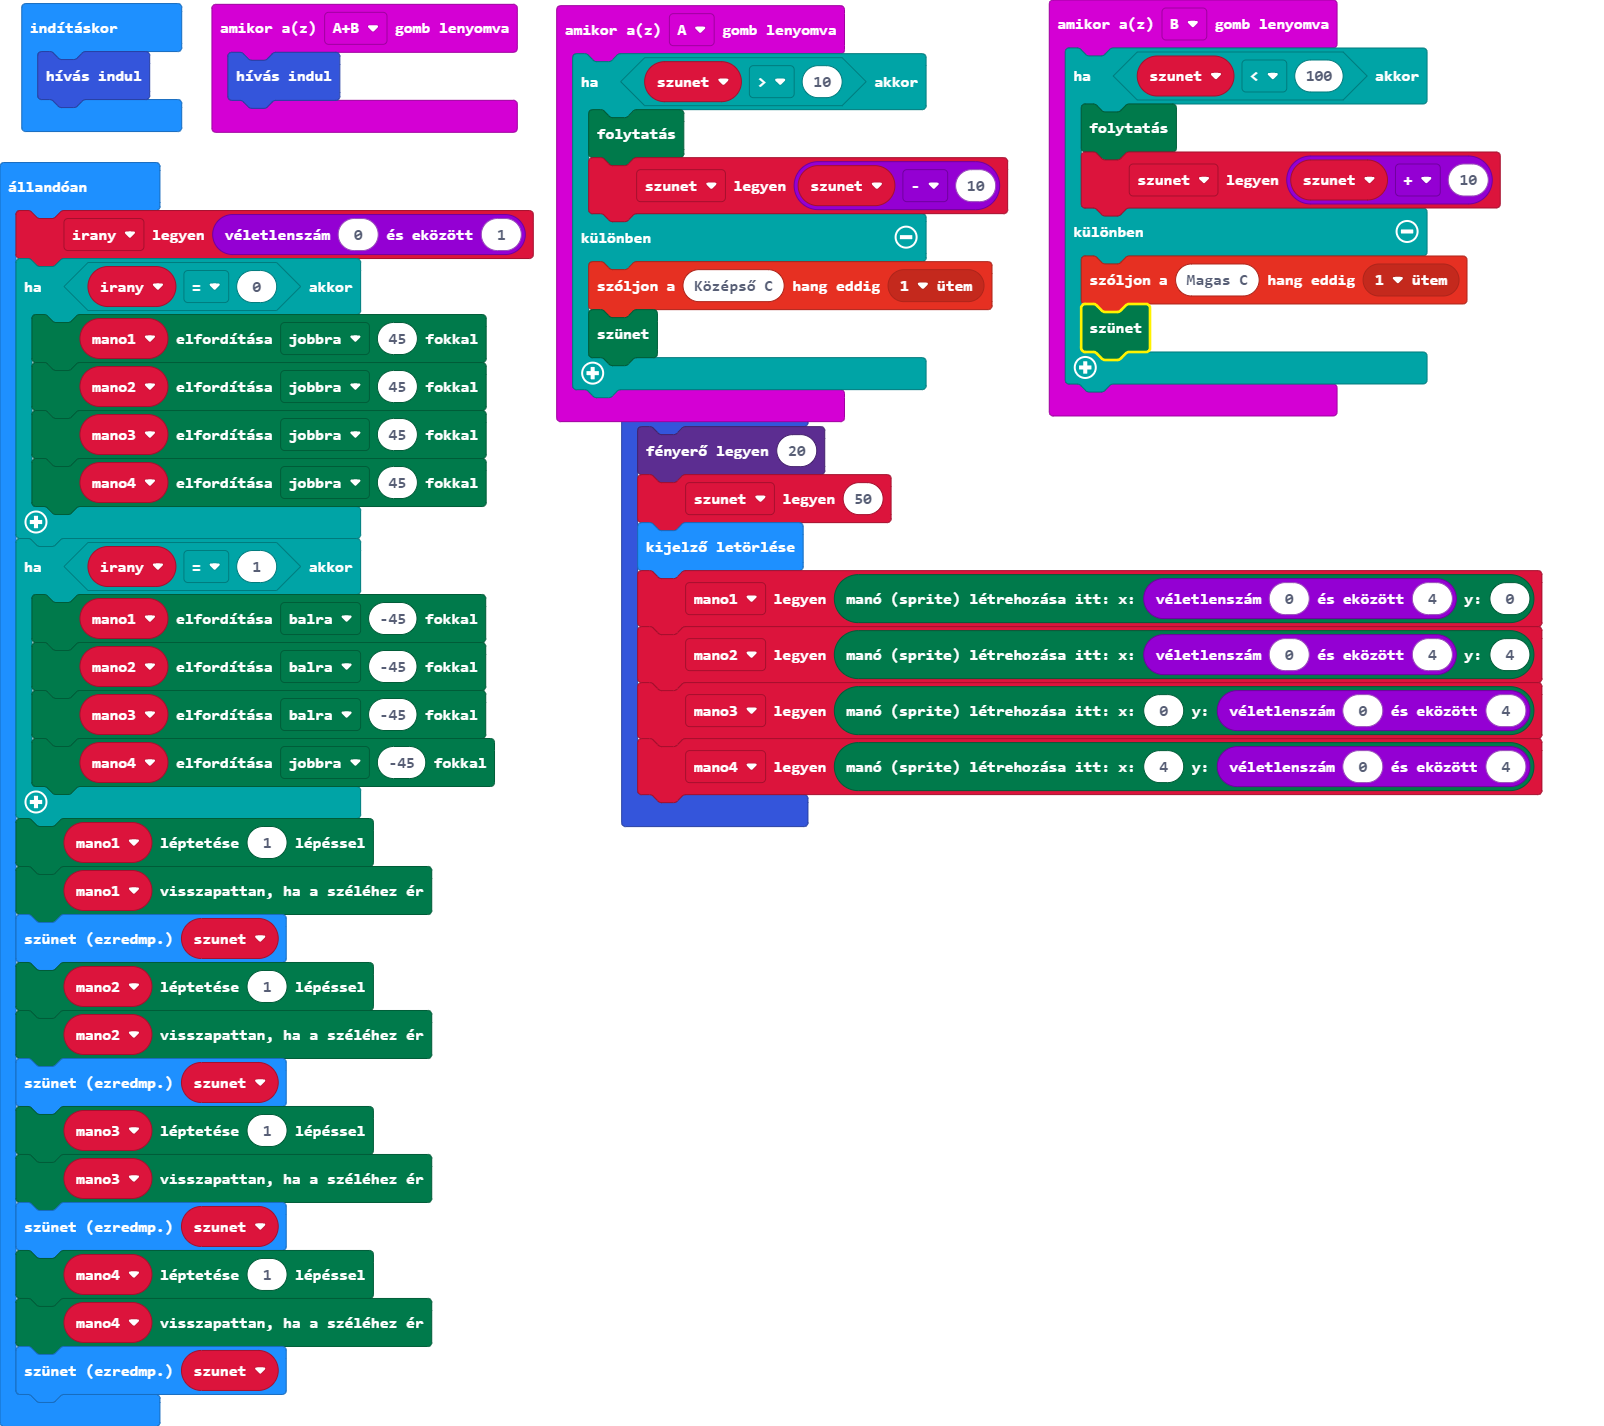 indításkor
hívás indul
amikor a(z) A+B gomb lenyomva
hívás indul
állandóan
irany legyen véletlenszám 0 és eközött 1
ha irany = 0 akkor
mano1 elfordítása jobbra 45 fokkal
mano2 elfordítása jobbra 45 fokkal
mano3 elfordítása jobbra 45 fokkal
mano4 elfordítása jobbra 45 fokkal
ha irany = 1 akkor
mano1 elfordítása balra -45 fokkal
mano2 elfordítása balra -45 fokkal
mano3 elfordítása balra -45 fokkal
mano4 elfordítása jobbra -45 fokkal
mano1 léptetése 1 lépéssel
mano1 visszapattan, ha a széléhez ér
szünet (ezredmp.) szunet
mano2 léptetése 1 lépéssel
mano2 visszapattan, ha a széléhez ér
szünet (ezredmp.) szunet
mano3 léptetése 1 lépéssel
mano3 visszapattan, ha a széléhez ér
szünet (ezredmp.) szunet
mano4 léptetése 1 lépéssel
mano4 visszapattan, ha a széléhez ér
szünet (ezredmp.) szunet
amikor a(z) A gomb lenyomva
ha szunet > 10 akkor
folytatás
szunet legyen szunet - 10
különben
szóljon a Középső C hang eddig 1 ütem
szünet
amikor a(z) B gomb lenyomva
ha szunet < 100 akkor
folytatás
szunet legyen szunet + 10
különben
szóljon a Magas C hang eddig 1 ütem
szünet
fényerő legyen 20
szunet legyen 50
kijelző letörlése
mano1 legyen manó (sprite) létrehozása itt: x: véletlenszám 0 és eközött 4 y: 0
mano2 legyen manó (sprite) létrehozása itt: x: véletlenszám 0 és eközött 4 y: 4
mano3 legyen manó (sprite) létrehozása itt: x: 0 y: véletlenszám 0 és eközött 4
mano4 legyen manó (sprite) létrehozása itt: x: 4 y: véletlenszám 0 és eközött 4